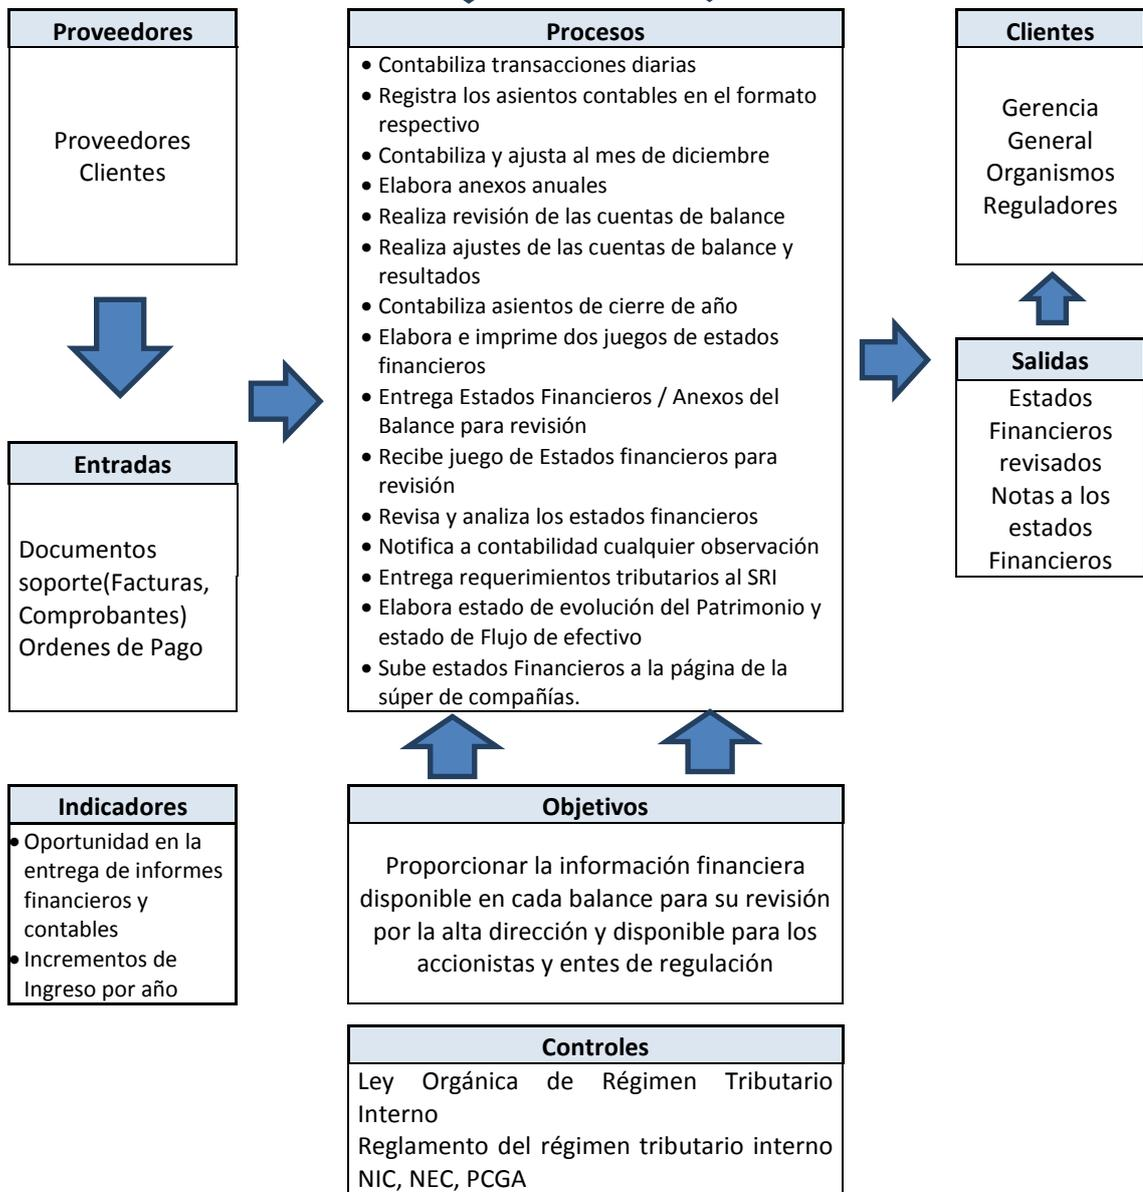 Proveedores
Proveedores
Clientes
Entradas
Documentos
soporte(Facturas,
Comprobantes)
Ordenes de Pago
Indicadores
• Oportunidad en la
entrega de informes
financieros y
contables
• Incrementos de
Ingreso por año
Procesos
• Contabiliza transacciones diarias
• Registra los asientos contables en el formato
respectivo
• Contabiliza y ajusta al mes de diciembre
• Elabora anexos anuales
• Realiza revisión de las cuentas de balance
• Realiza ajustes de las cuentas de balance y
resultados
• Contabiliza asientos de cierre de año
• Elabora e imprime dos juegos de estados
financieros
• Entrega Estados Financieros / Anexos del
Balance para revisión
• Recibe juego de Estados financieros para
revisión
• Revisa y analiza los estados financieros
• Notifica a contabilidad cualquier observación
• Entrega requerimientos tributarios al SRI
• Elabora estado de evolución del Patrimonio y
estado de Flujo de efectivo
• Sube estados Financieros a la página de la
súper de compañías.
Objetivos
Proporcionar la información financiera
disponible en cada balance para su revisión
por la alta dirección y disponible para los
accionistas y entes de regulación
Controles
Ley Orgánica de Régimen Tributario
Interno
Reglamento del régimen tributario interno
NIC, NEC, PCGA
Clientes
Gerencia
General
Organismos
Reguladores
Salidas
Estados
Financieros
revisados
Notas a los
estados
Financieros